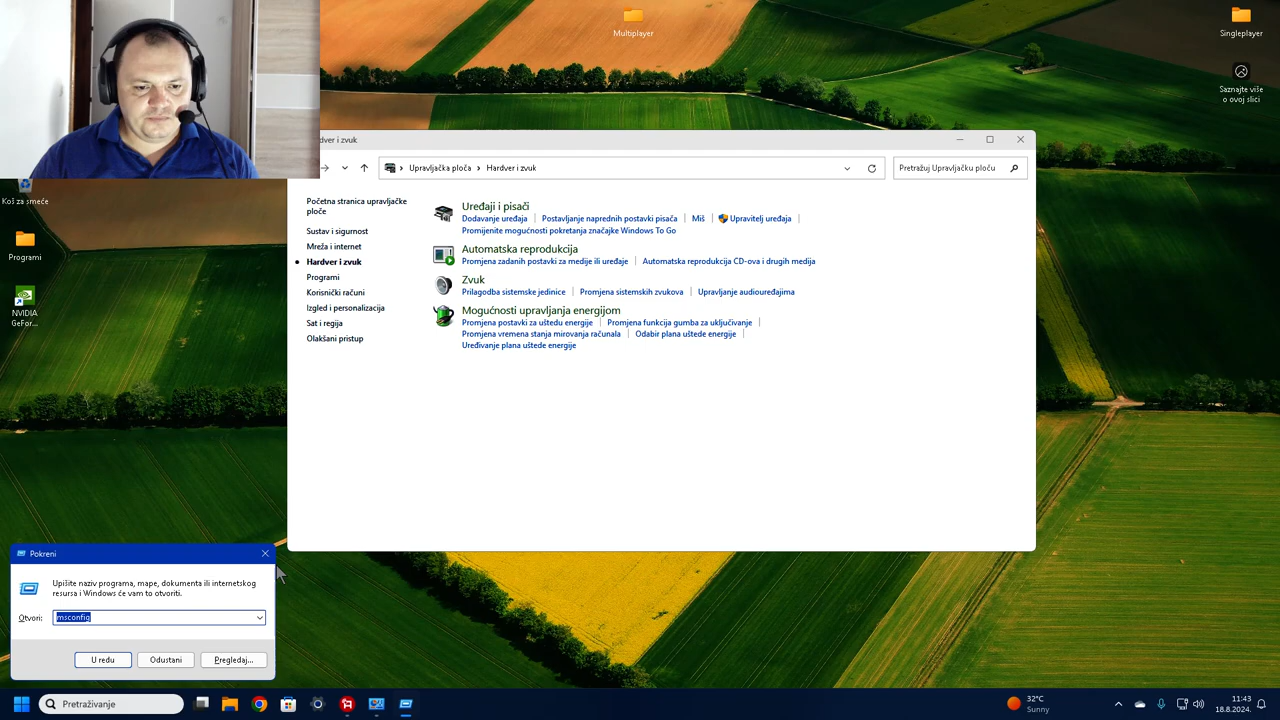 Multiplayer
Singleplayer
Saznajte više
o ovoj slici
Koš za smeće
Programi
NVIDIA
GeFor...
dver i zvuk
Upravljačka ploča
Hardver i zvuk
Pretražuj Upravljačku ploču
Početna stranica upravljačke
ploče
Sustav i sigurnost
Mreža i internet
Hardver i zvuk
Programi
Korisnički računi
Izgled i personalizacija
Sat i regija
Olakšani pristup
Uređaji i pisači
Dodavanje uređaja | Postavljanje naprednih postavki pisača | Miš | Upravitelj uređaja |
Promijenite mogućnosti pokretanja značajke Windows To Go
Automatska reprodukcija
Promjena zadanih postavki za medije ili uređaje | Automatska reprodukcija CD-ova i drugih medija
Zvuk
Prilagodba sistemske jedinice | Promjena sistemskih zvukova | Upravljanje audiouređajima
Mogućnosti upravljanja energijom
Promjena postavki za uštedu energije | Promjena funkcija gumba za uključivanje |
Promjena vremena stanja mirovanja računala | Odabir plana uštede energije |
Uređivanje plana uštede energije
Pokreni
Upišite naziv programa, mape, dokumenta ili internetskog
resursa i Windows će vam to otvoriti.
Otvori: msconfig
U redu
Odustani
Pregledaj...
Pretraživanje
32°C
Sunny
11:43
18.8.2024.